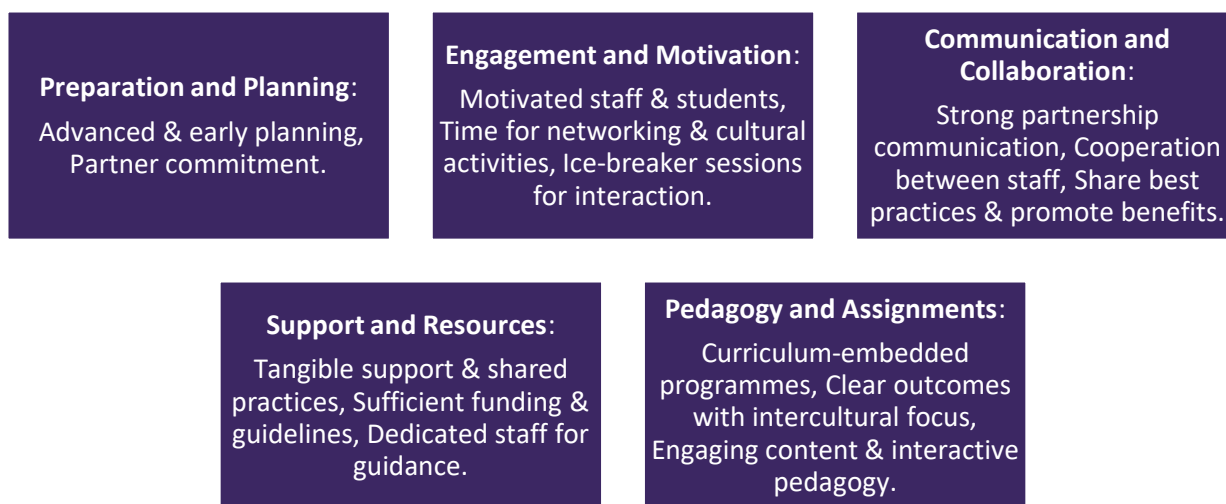 Preparation and Planning:
Advanced & early planning,
Partner commitment.
Engagement and Motivation:
Motivated staff & students,
Time for networking & cultural
activities, Ice-breaker sessions
for interaction.
Communication and
Collaboration:
Strong partnership
communication, Cooperation
between staff, Share best
practices & promote benefits.
Support and Resources:
Tangible support & shared
practices, Sufficient funding &
guidelines, Dedicated staff for
guidance.
Pedagogy and Assignments:
Curriculum-embedded
programmes, Clear outcomes
with intercultural focus,
Engaging content & interactive
pedagogy.